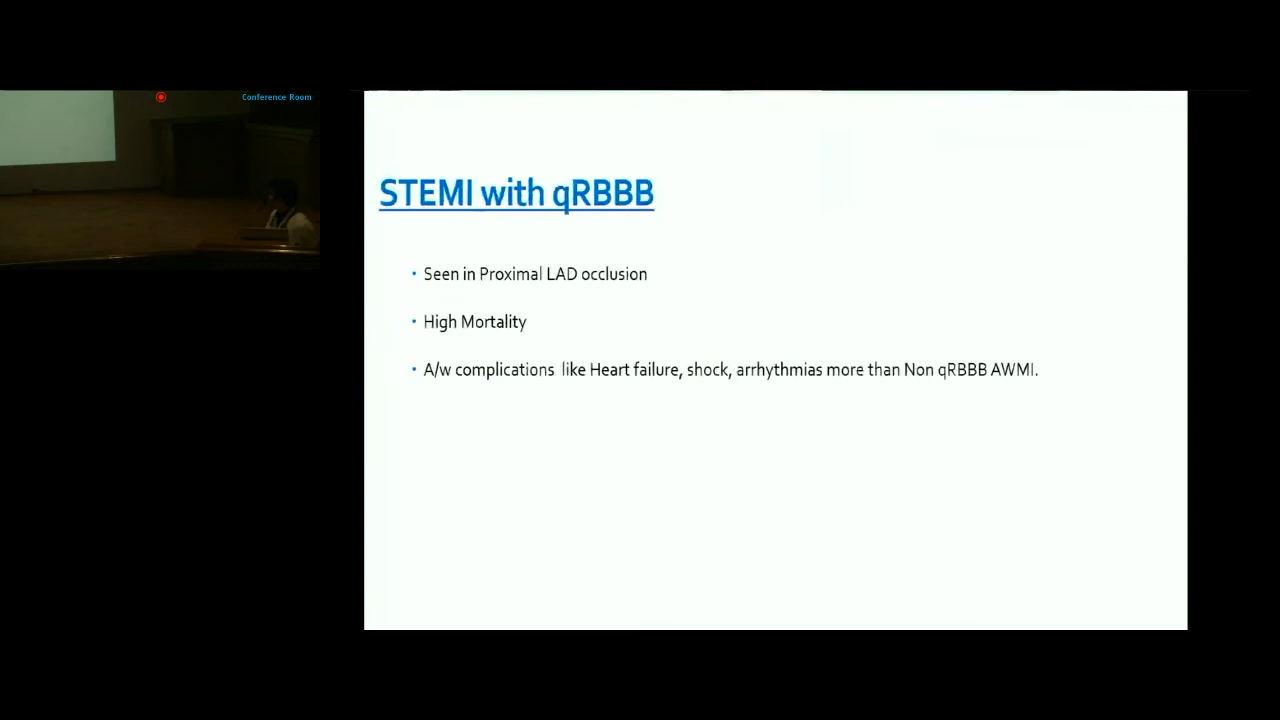 Conference Room
STEMI with qRBBB
• Seen in Proximal LAD occlusion
• High Mortality
• A/w complications like Heart failure, shock, arrhythmias more than Non qRBBB AWMI.